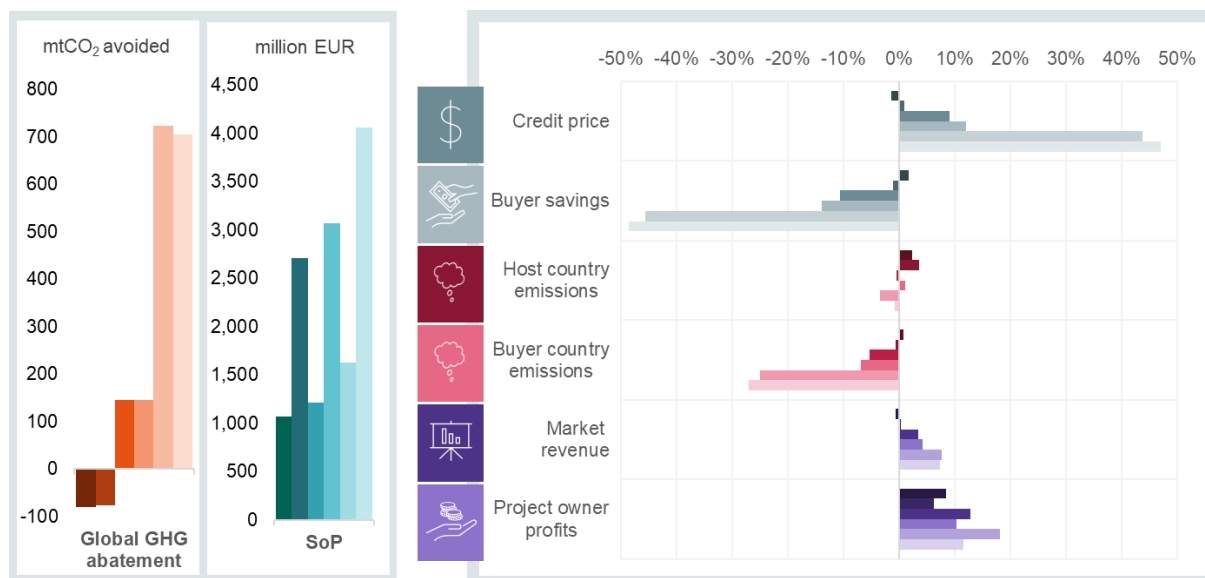 mtCO₂ avoided
800
700
600
500
400
300
200
100
0
-100
Global GHG
abatement
million EUR
4,500
4,000
3,500
3,000
2,500
2,000
1,500
1,000
500
0
SoP
-50% -40% -30% -20% -10% 0% 10% 20% 30% 40% 50%
$
Credit price
Buyer savings
Host country
emissions
Buyer country
emissions
Market
revenue
Project owner
profits